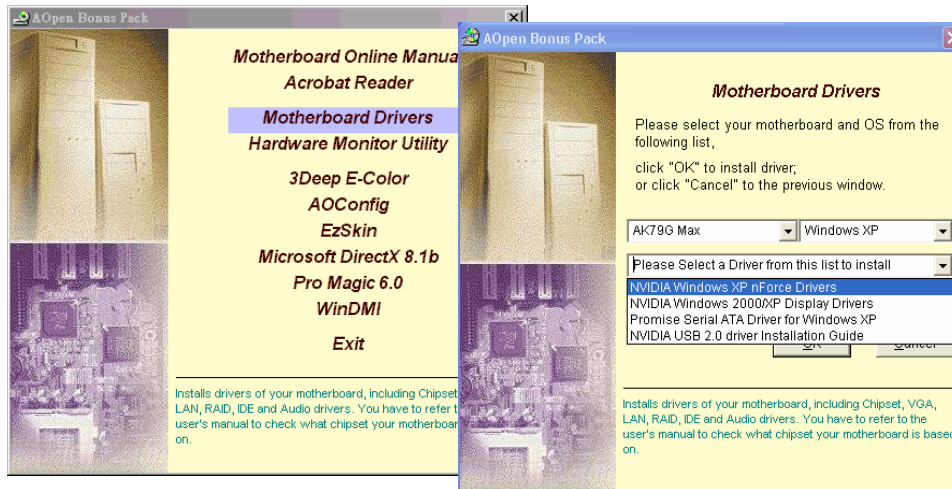 AOpen Bonus Pack
Motherboard Online Manua
Acrobat Reader
Motherboard Drivers
Hardware Monitor Utility
3Deep E-Color
AOConfig
EzSkin
Microsoft DirectX 8.1b
Pro Magic 6.0
WinDMI
Exit
Installs drivers of your motherboard, including Chipset
LAN, RAID, IDE and Audio drivers. You have to refer t
user's manual to check what chipset your motherboar
on.
AOpen Bonus Pack
Motherboard Drivers
Please select your motherboard and OS from the
following list,
click "OK" to install driver;
or click "Cancel" to the previous window.
AK79G Max
Windows XP
Please Select a Driver from this list to install
NVIDIA Windows XP nForce Drivers
NVIDIA Windows 2000/XP Display Drivers
Promise Serial ATA Driver for Windows XP
NVIDIA USB 2.0 driver Installation Guide
OK
Cancel
Installs drivers of your motherboard, including Chipset, VGA,
LAN, RAID, IDE and Audio drivers. You have to refer to the
user's manual to check what chipset your motherboard is based
on.